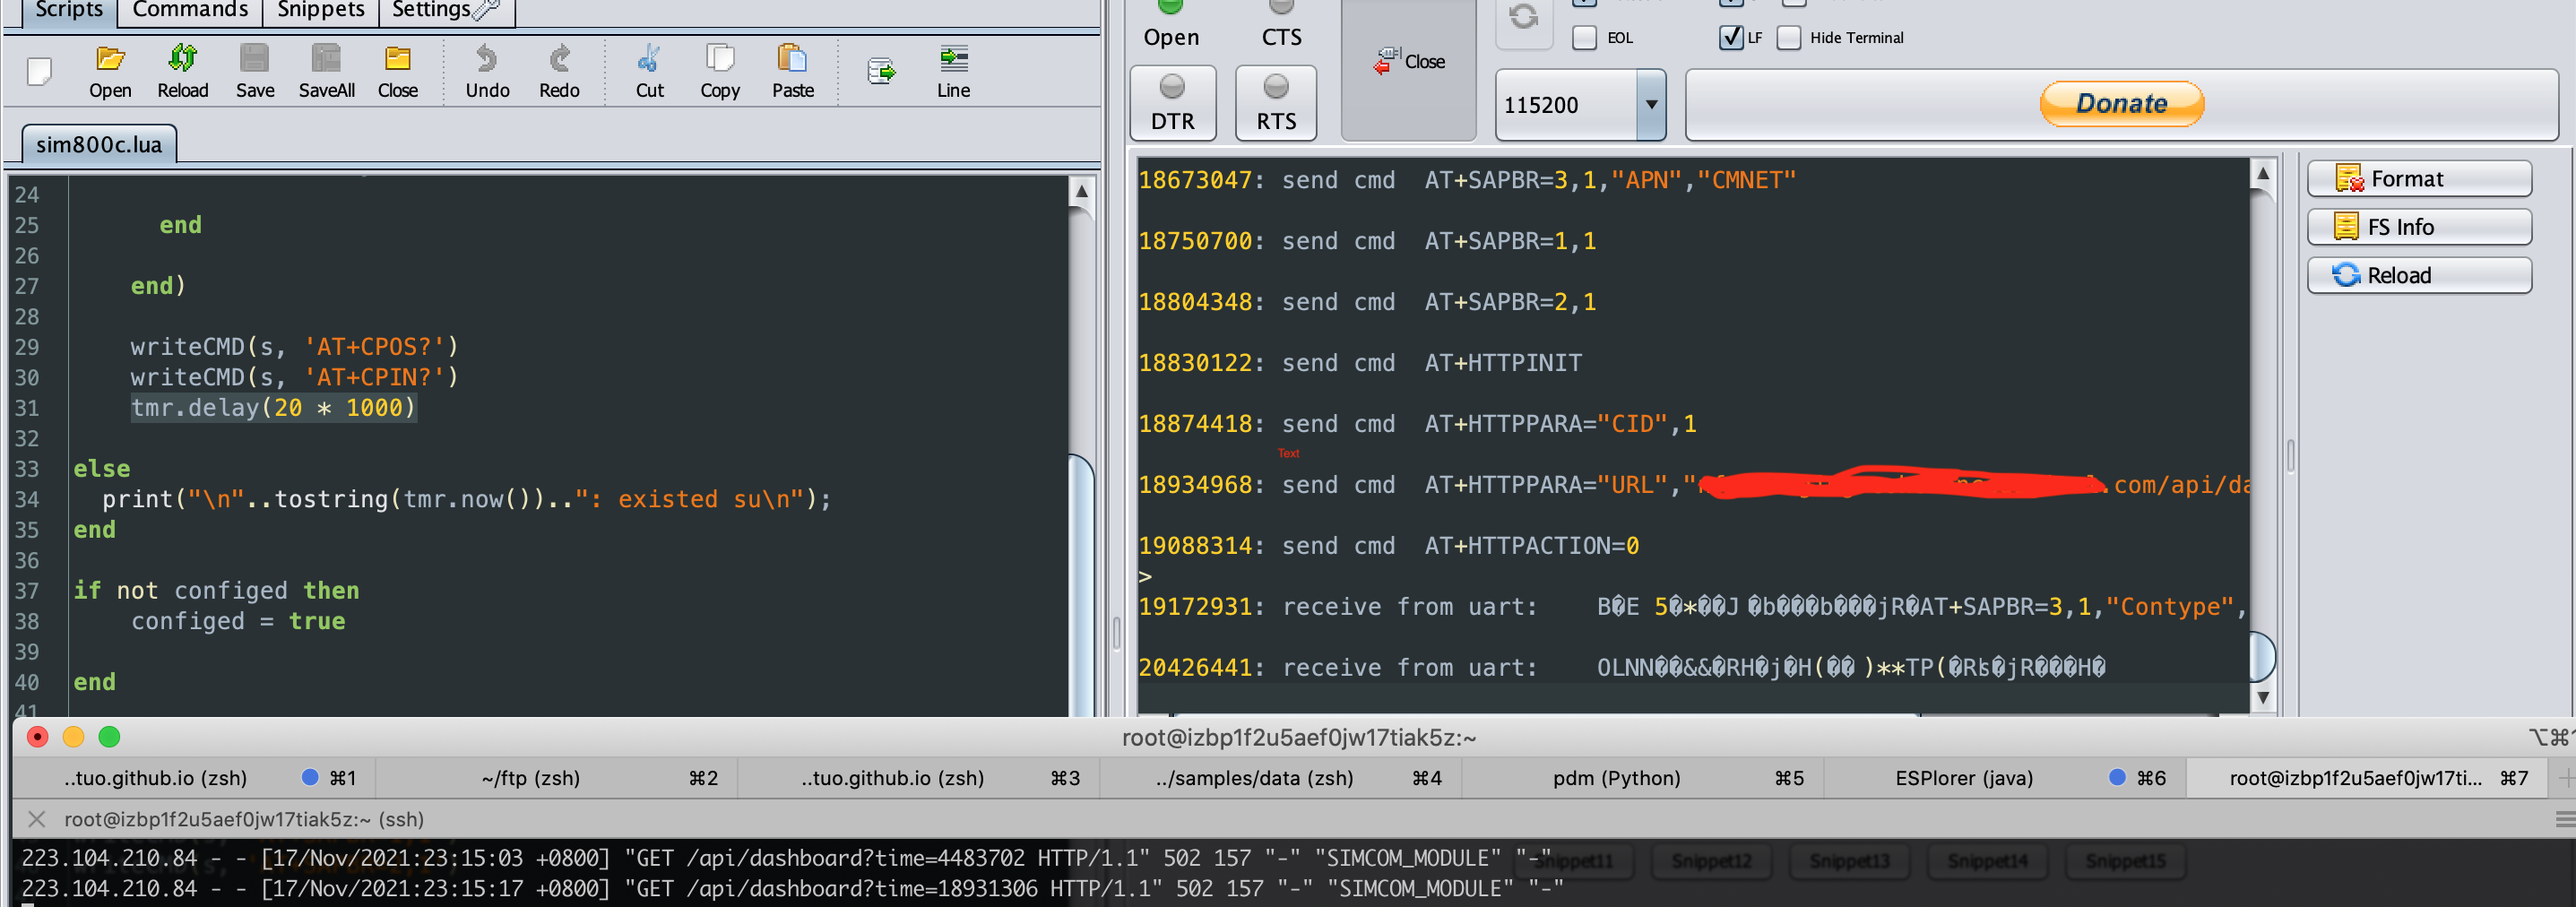 Scripts Commands Snippets Settings
Open Reload Save SaveAll Close Undo Redo Cut Copy Paste Line
sim800c.lua
24
25 end
26
27 end)
28
29 writeCMD(s, 'AT+CPOS?')
30 writeCMD(s, 'AT+CPIN?')
31 tmr.delay(20 * 1000)
32
33 else
34 print("\n"..tostring(tmr.now())..": existed su\n");
35 end
36
37 if not configed then
38 configed = true
39
40 end
41
Open CTS Close EOL LF Hide Terminal
DTR RTS 115200 Donate
18673047: send cmd AT+SAPBR=3,1,"APN","CMNET"
18750700: send cmd AT+SAPBR=1,1
18804348: send cmd AT+SAPBR=2,1
18830122: send cmd AT+HTTPINIT
18874418: send cmd AT+HTTPPARA="CID",1
Text
18934968: send cmd AT+HTTPPARA="URL","
.com/api/da
19088314: send cmd AT+HTTPACTION=0
>
19172931: receive from uart: B�E 5�*��J �b���b���jR�AT+SAPBR=3,1,"Contype",
20426441: receive from uart: OLNN��&&�RH�j�H(�� )**TP(�R�jR���H�
Format
FS Info
Reload
root@izbp1f2u5aef0jw17tiak5z:~ ⌥⌘
..tuo.github.io (zsh) ⌘1 ~/ftp (zsh) ⌘2 ..tuo.github.io (zsh) ⌘3 ../samples/data (zsh) ⌘4 pdm (Python) ⌘5 ESPlorer (java) ⌘6 root@izbp1f2u5aef0jw17ti... ⌘7
root@izbp1f2u5aef0jw17tiak5z:~ (ssh)
223.104.210.84 - - [17/Nov/2021:23:15:03 +0800] "GET /api/dashboard?time=4483702 HTTP/1.1" 502 157 "-" "SIMCOM_MODULE" "-"
223.104.210.84 - - [17/Nov/2021:23:15:17 +0800] "GET /api/dashboard?time=18931306 HTTP/1.1" 502 157 "-" "SIMCOM_MODULE" "-"
Snippet11 Snippet12 Snippet13 Snippet14 Snippet15